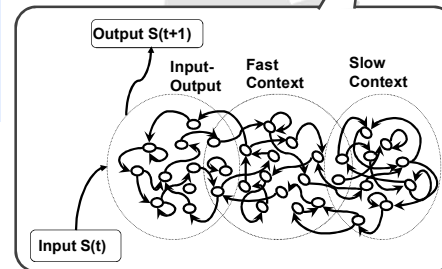 Output S(t+1)
Input-
Output
Fast
Context
Slow
Context
Input S(t)